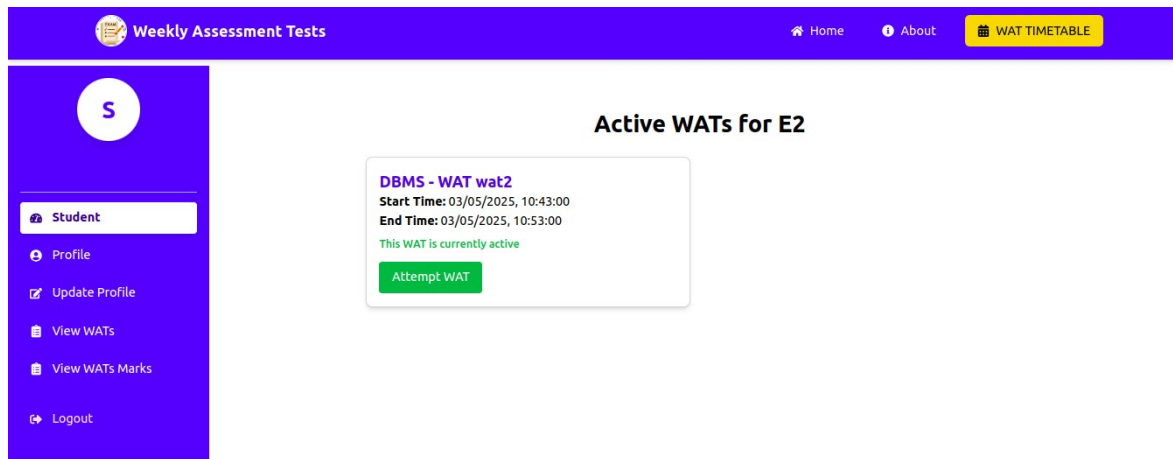 EXAM
Weekly Assessment Tests
Home
About
WAT TIMETABLE
S
Student
Profile
Update Profile
View WATs
View WATs Marks
Logout
Active WATs for E2
DBMS - WAT wat2
Start Time: 03/05/2025, 10:43:00
End Time: 03/05/2025, 10:53:00
This WAT is currently active
Attempt WAT